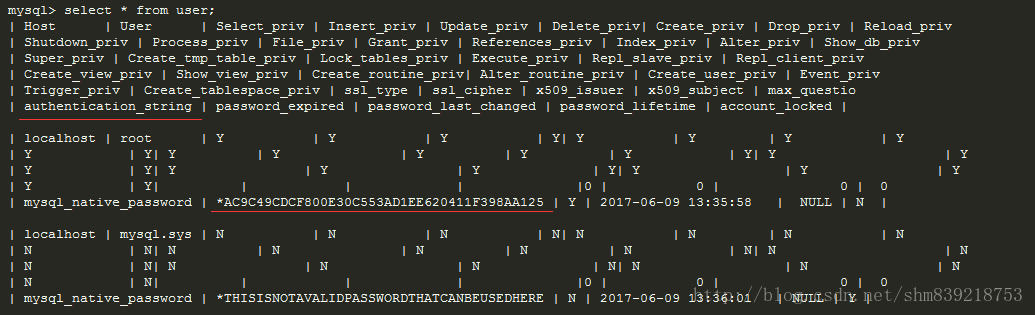 mysql> select * from user;
| Host | User | Select_priv | Insert_priv | Update_priv | Delete_priv| Create_priv | Drop_priv | Reload_priv
| Shutdown_priv | Process_priv | File_priv | Grant_priv | References_priv | Index_priv | Alter_priv | Show_db_priv
| Super_priv | Create_tmp_table_priv | Lock_tables_priv | Execute_priv | Repl_slave_priv | Repl_client_priv
| Create_view_priv | Show_view_priv | Create_routine_priv| Alter_routine_priv | Create_user_priv | Event_priv
| Trigger_priv | Create_tablespace_priv | ssl_type | ssl_cipher | x509_issuer | x509_subject | max_questio
| authentication_string | password_expired | password_last_changed | password_lifetime | account_locked |
| localhost | root | Y | Y | Y | Y| Y | Y | Y | Y
| Y | Y| Y | Y | Y | Y | Y | Y| Y | Y
| Y | Y| Y | Y | Y | Y| Y | Y | Y
| Y | Y| | | | |0 | 0 | 0 | 0
| mysql_native_password | *AC9C49CDCF800E30C553AD1EE620411F398AA125 | Y | 2017-06-09 13:35:58 | NULL | N |
| localhost | mysql.sys | N | N | N | N| N | N | N | N
| N | N| N | N | N | N | N | N| N | N
| N | N| N | N | N | N| N | N | N
| N | N| | | | |0 | 0 | 0 | 0
| mysql_native_password | *THISISNOTAVALIDPASSWORDTHATCANBEUSEDHERE | N | 2017-06-09 13:36:01 | NULL | Y |
http://blog.csdn.net/shm839218753